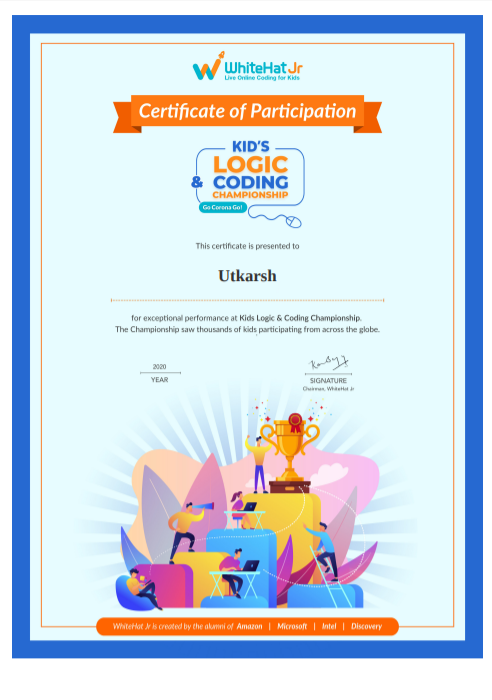 WhiteHat Jr
Live Online Coding for Kids
Certificate of Participation
KID'S
LOGIC
& CODING
CHAMPIONSHIP
Go Corona Go!
This certificate is presented to
Utkarsh
for exceptional performance at Kids Logic & Coding Championship.
The Championship saw thousands of kids participating from across the globe.
2020
YEAR
SIGNATURE
Chairman, WhiteHat Jr
WhiteHat Jr is created by the alumni of Amazon | Microsoft | Intel | Discovery